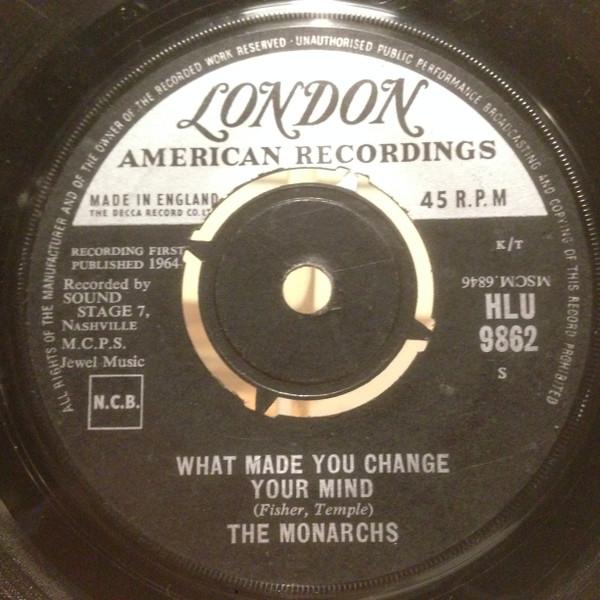 ALL RIGHTS OF THE MANUFACTURER AND OF THE OWNER OF THE RECORDED WORK RESERVED · UNAUTHORISED PUBLIC PERFORMANCE BROADCASTING AND COPYING OF THIS RECORD PROHIBITED
LONDON
AMERICAN RECORDINGS
MADE IN ENGLAND
THE DECCA RECORD CO.
45 R.P.M
RECORDING FIRST
PUBLISHED 1964
K/T
Recorded by
SOUND
STAGE 7,
NASHVILLE
M.C.P.S.
Jewel Music
MSCM.6846
HLU
9862
S
N.C.B.
WHAT MADE YOU CHANGE
YOUR MIND
(Fisher, Temple)
THE MONARCHS